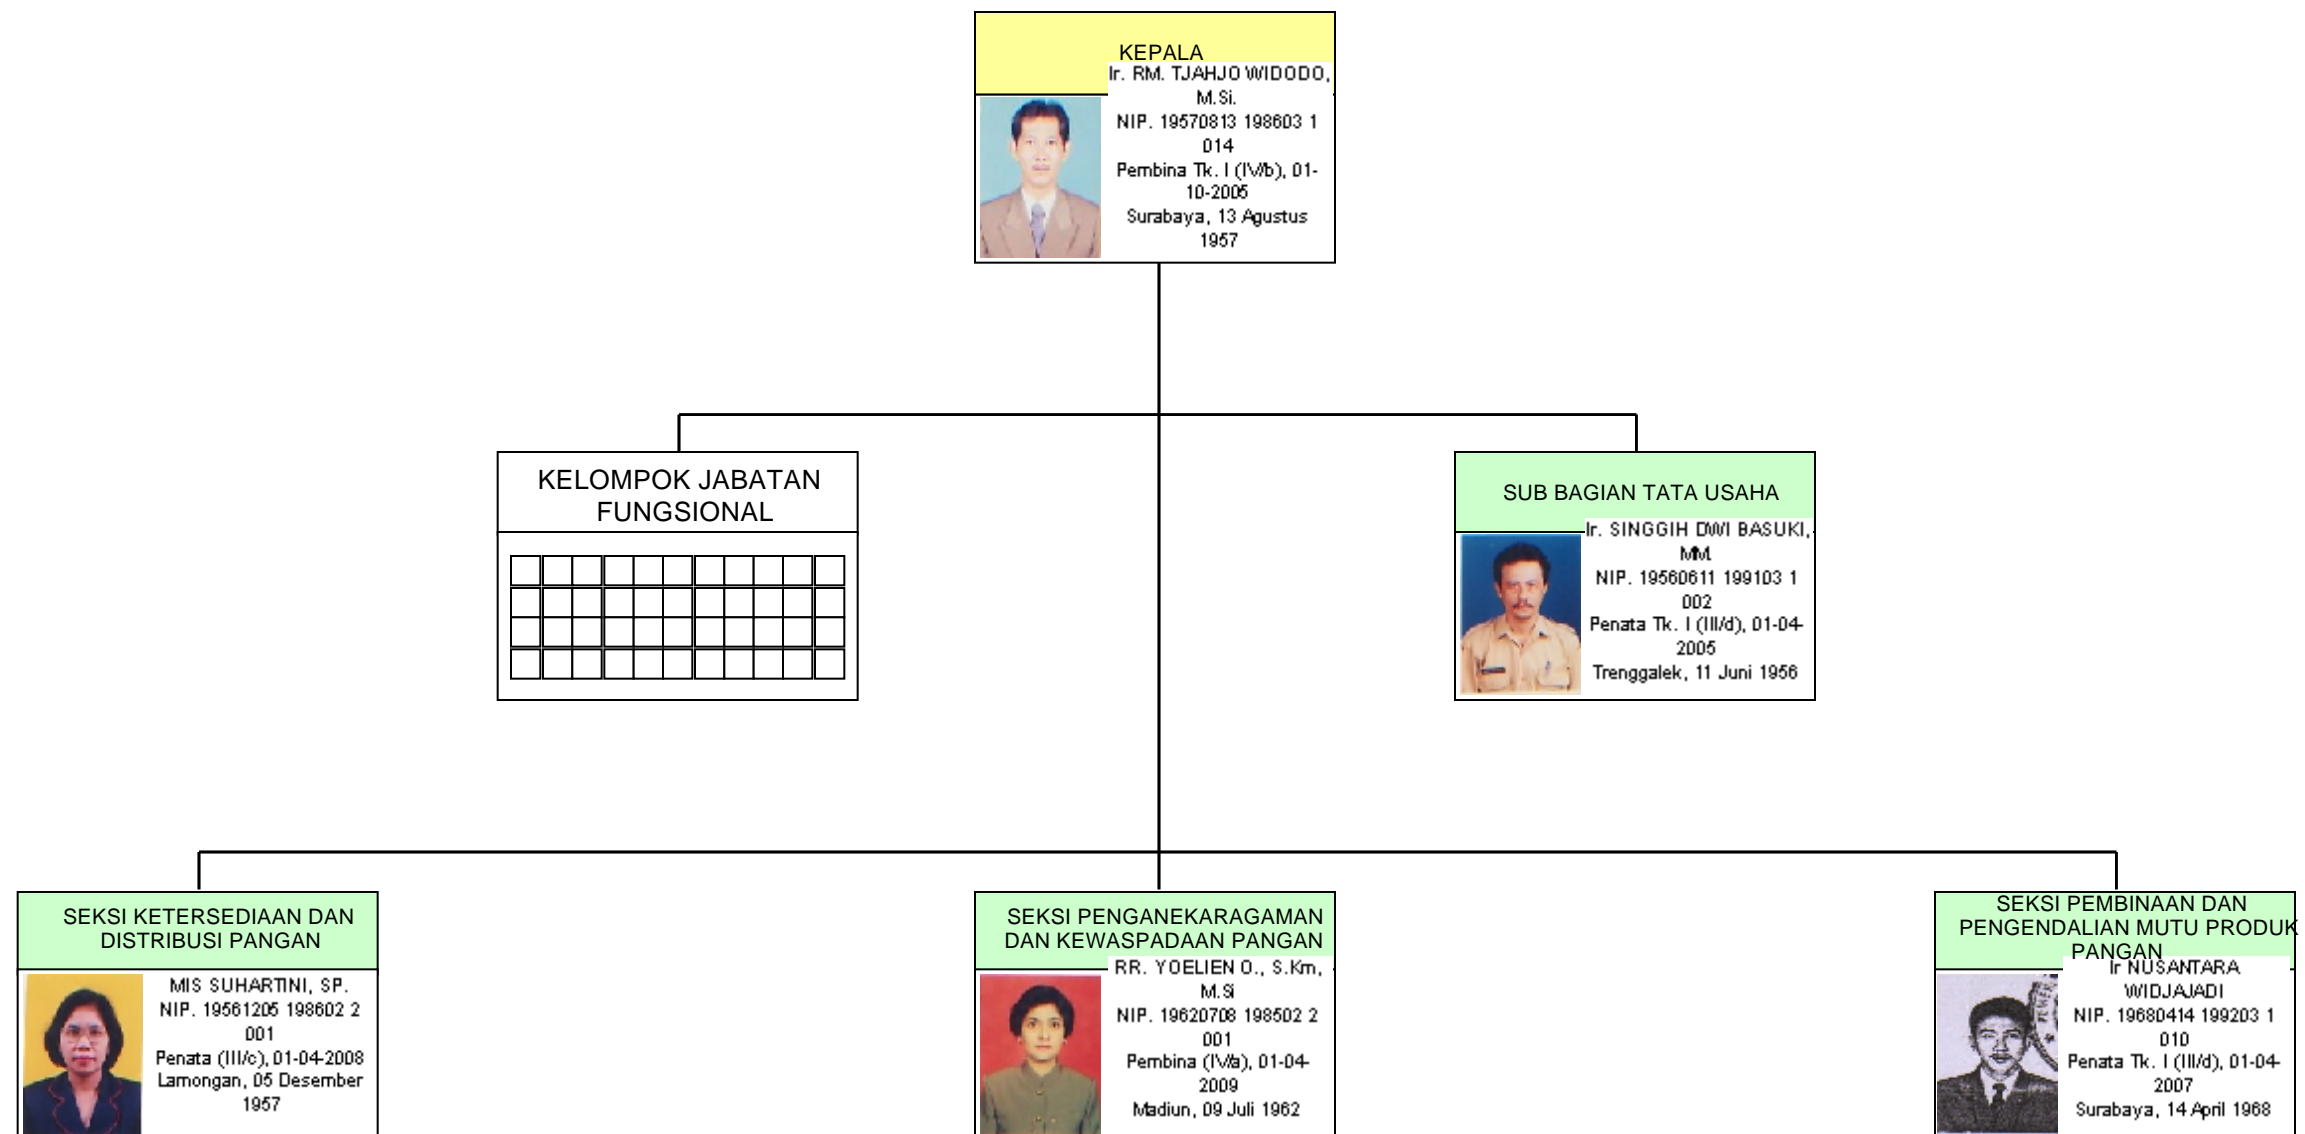 KEPALA
Ir. RM. TJAHJO WIDODO,
M.Si.
NIP. 19570813 198603 1
014
Pembina Tk. I (IV/b), 01-
10-2005
Surabaya, 13 Agustus
1957
KELOMPOK JABATAN
FUNGSIONAL
SUB BAGIAN TATA USAHA
Ir. SINGGIH DWI BASUKI,
MM.
NIP. 19560611 199103 1
002
Penata Tk. I (III/d), 01-04-
2005
Trenggalek, 11 Juni 1956
SEKSI KETERSEDIAAN DAN
DISTRIBUSI PANGAN
MIS SUHARTINI, SP.
NIP. 19561205 198602 2
001
Penata (III/c), 01-04-2008
Lamongan, 05 Desember
1957
SEKSI PENGANEKARAGAMAN
DAN KEWASPADAAN PANGAN
RR. YOELIEN O., S.Km,
M.Si
NIP. 19620708 198502 2
001
Pembina (IV/a), 01-04-
2009
Madiun, 09 Juli 1962
SEKSI PEMBINAAN DAN
PENGENDALIAN MUTU PRODUK
PANGAN
Ir NUSANTARA
WIDJAJADI
NIP. 19680414 199203 1
010
Penata Tk. I (III/d), 01-04-
2007
Surabaya, 14 April 1968